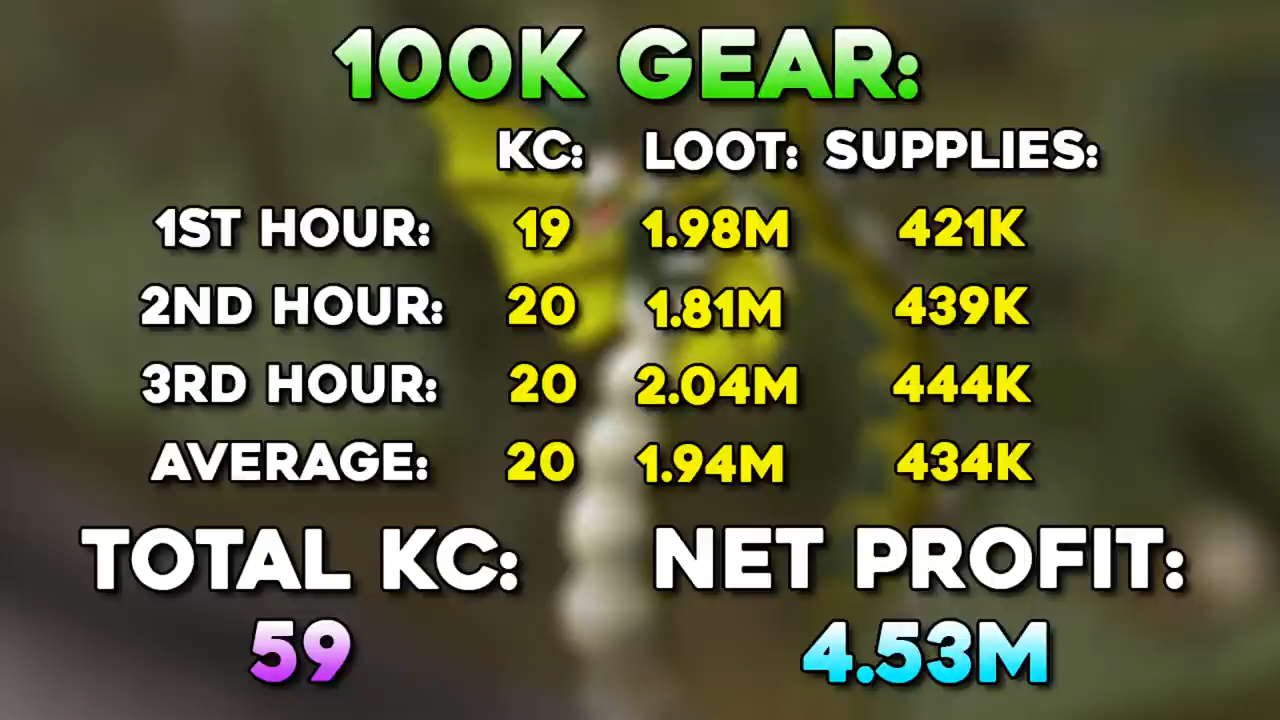 100K GEAR:
KC: LOOT: SUPPLIES:
1ST HOUR: 19 1.98M 421K
2ND HOUR: 20 1.81M 439K
3RD HOUR: 20 2.04M 444K
AVERAGE: 20 1.94M 434K
TOTAL KC: NET PROFIT:
59 4.53M